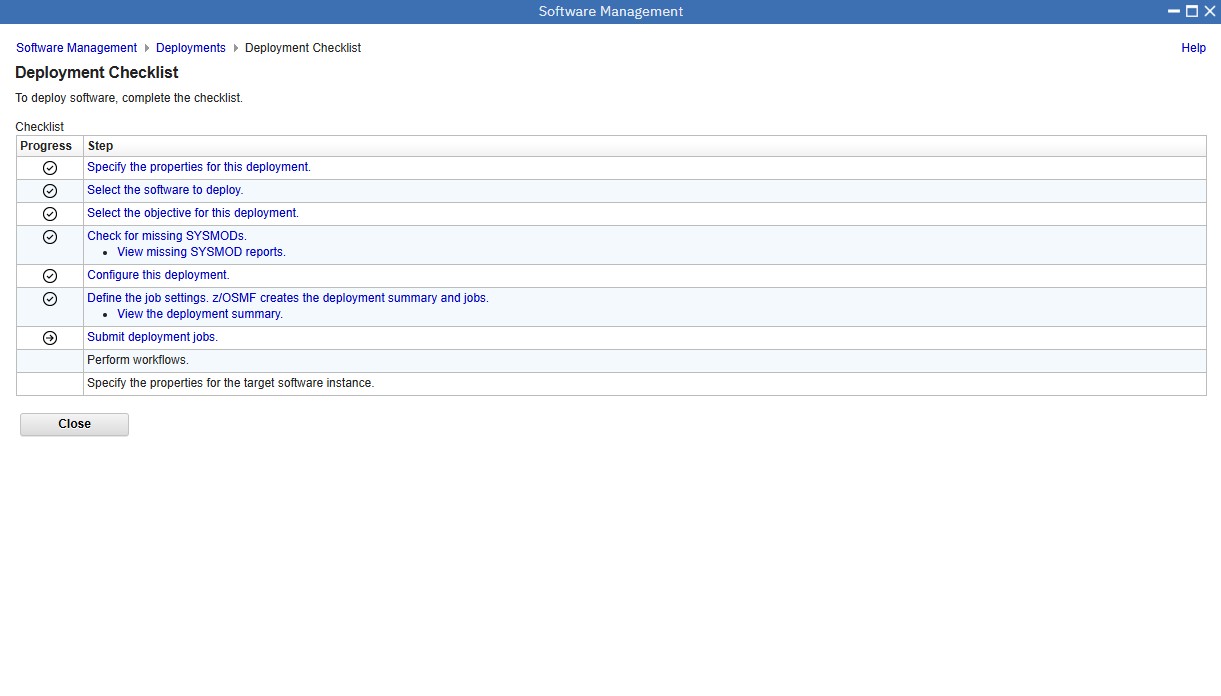 Software Management
Software Management Deployments Deployment Checklist Help
Deployment Checklist
To deploy software, complete the checklist.
Checklist
Progress Step
Specify the properties for this deployment.
Select the software to deploy.
Select the objective for this deployment.
Check for missing SYSMODs.
• View missing SYSMOD reports.
Configure this deployment.
Define the job settings. z/OSMF creates the deployment summary and jobs.
• View the deployment summary.
Submit deployment jobs.
Perform workflows.
Specify the properties for the target software instance.
Close